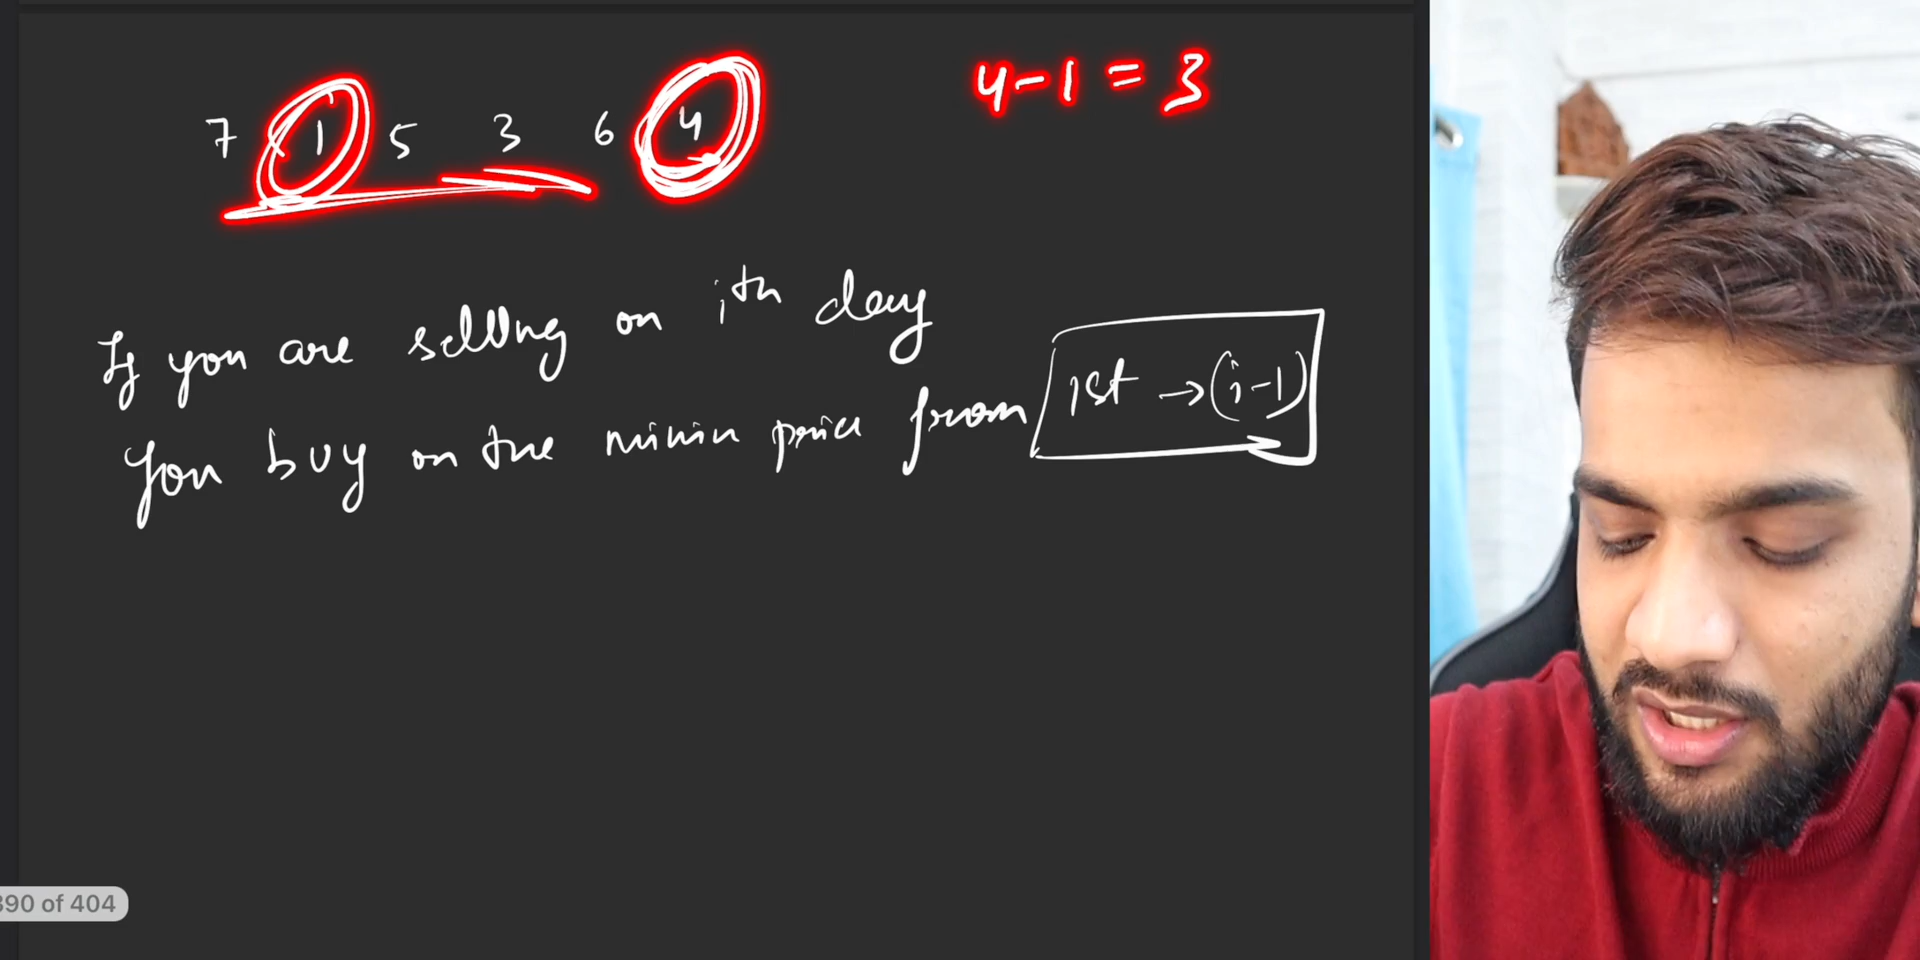 7 1 5 3 6 4
4-1 = 3
If you are selling on ith day
You buy on the minim price from 1st → (i-1)
390 of 404